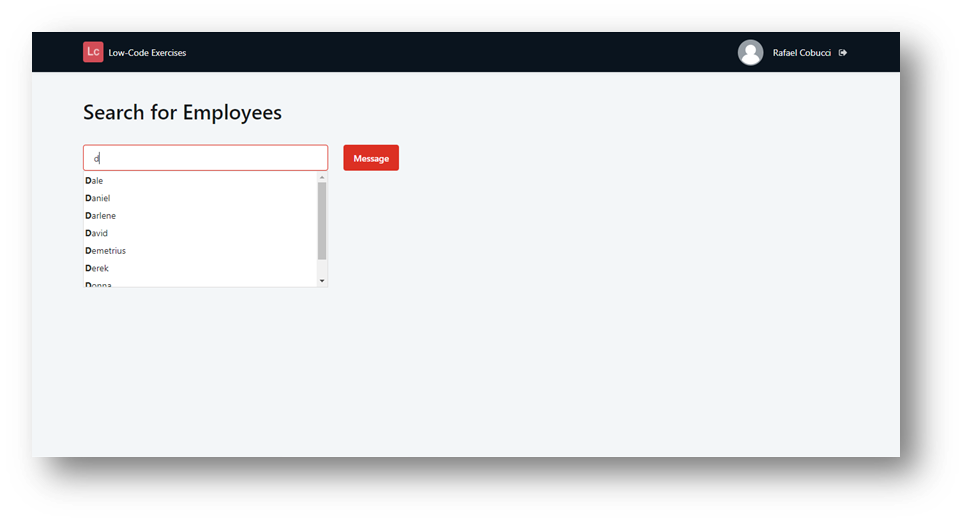 Lc Low-Code Exercises Rafael Cobucci
Search for Employees
d Message
Dale
Daniel
Darlene
David
Demetrius
Derek
Donna